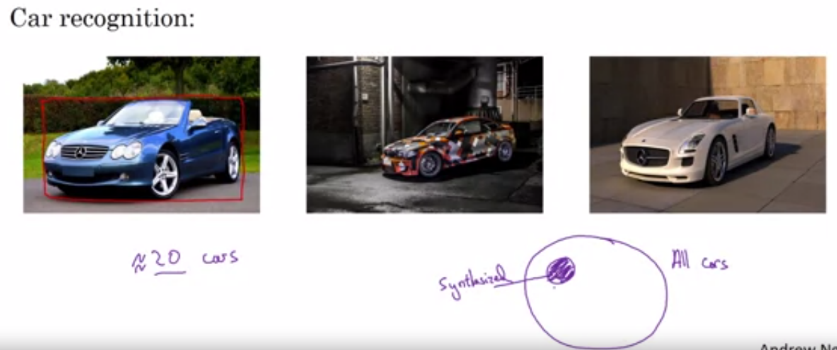 Car recognition:
≈20 cars
Synthesized
All cars
Andrew Ng